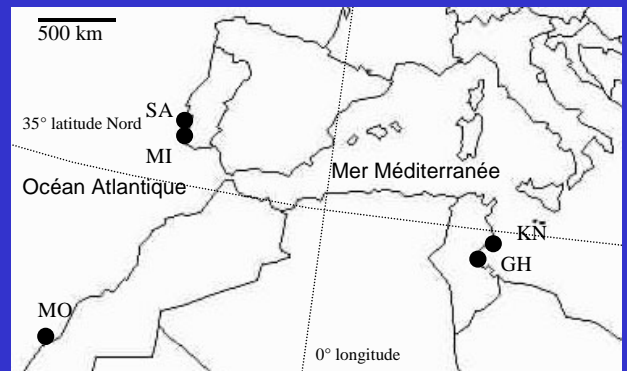 500 km
SA
35° latitude Nord
MI
Mer Méditerranée
Océan Atlantique
KN
GH
MO
0° longitude